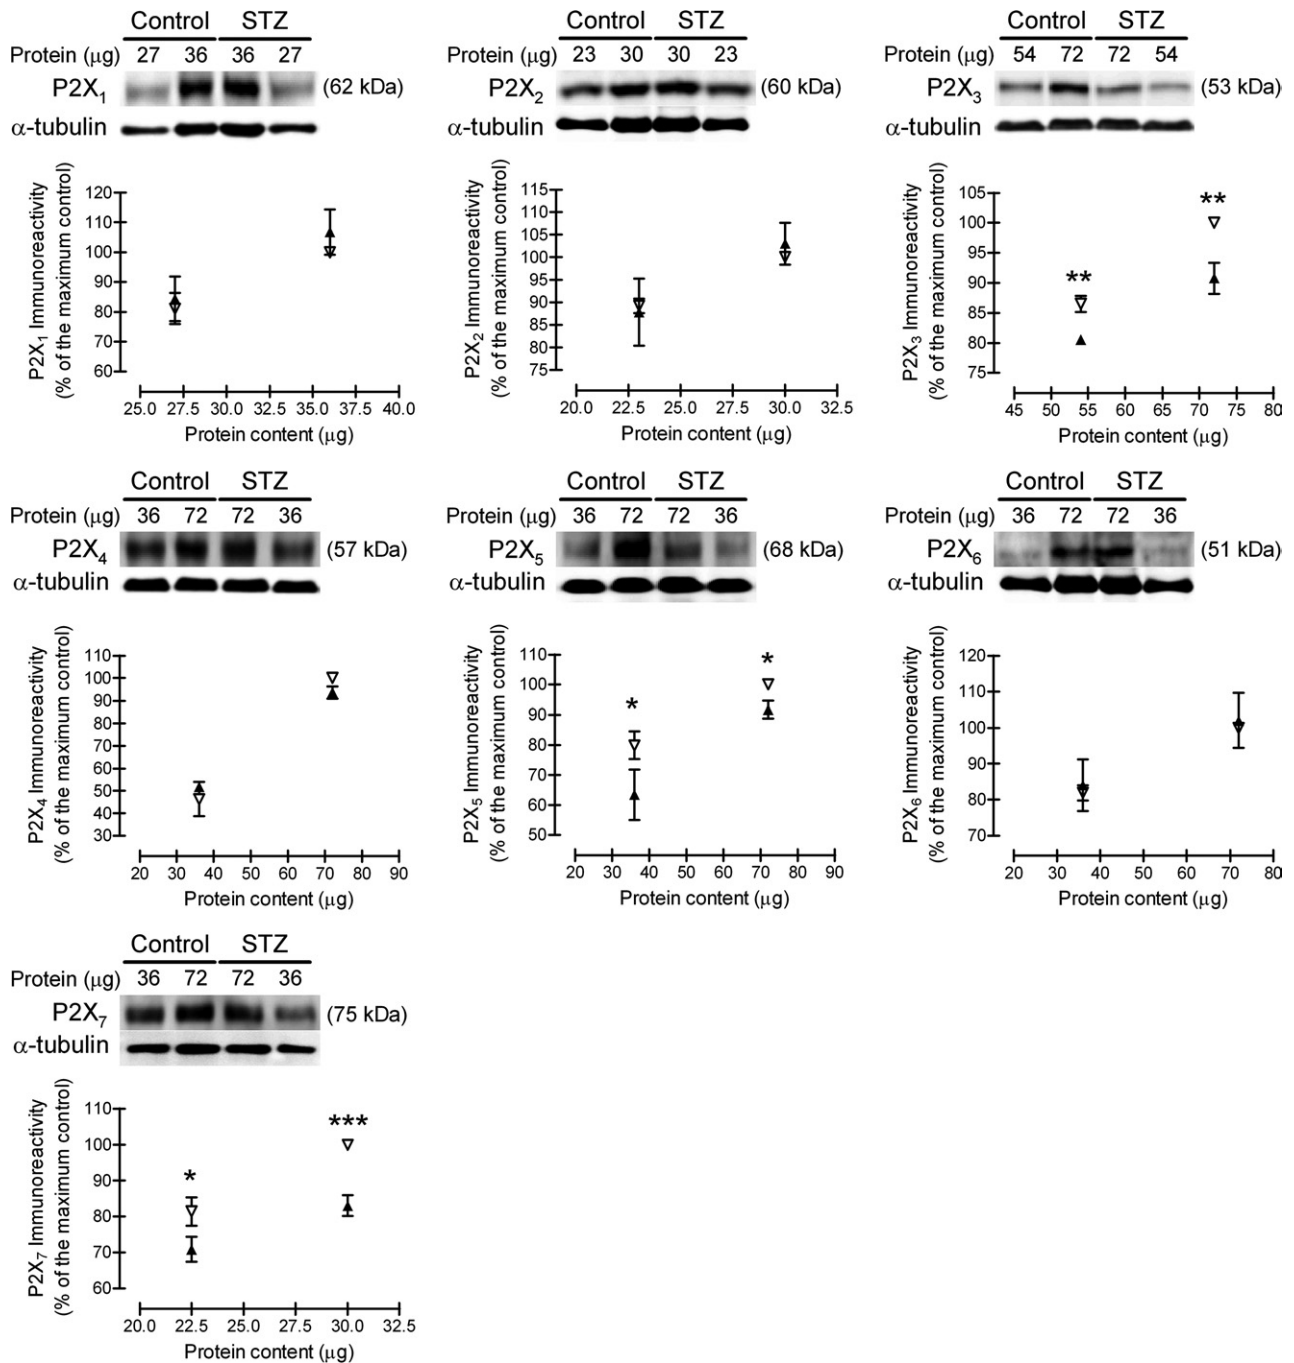 Control STZ
Protein (μg) 27 36 36 27
P2X1 (62 kDa)
α-tubulin
P2X1 Immunoreactivity
(% of the maximum control)
120
110
100
90
80
70
60
25.0 27.5 30.0 32.5 35.0 37.5 40.0
Protein content (μg)
Control STZ
Protein (μg) 23 30 30 23
P2X2 (60 kDa)
α-tubulin
P2X2 Immunoreactivity
(% of the maximum control)
115
110
105
100
95
90
85
80
75
20.0 22.5 25.0 27.5 30.0 32.5
Protein content (μg)
Control STZ
Protein (μg) 54 72 72 54
P2X3 (53 kDa)
α-tubulin
P2X3 Immunoreactivity
(% of the maximum control)
105
100
95
90
85
80
75
**
**
45 50 55 60 65 70 75 80
Protein content (μg)
Control STZ
Protein (μg) 36 72 72 36
P2X4 (57 kDa)
α-tubulin
P2X4 Immunoreactivity
(% of the maximum control)
110
100
90
80
70
60
50
40
30
20 30 40 50 60 70 80 90
Protein content (μg)
Control STZ
Protein (μg) 36 72 72 36
P2X5 (68 kDa)
α-tubulin
P2X5 Immunoreactivity
(% of the maximum control)
110
100
90
80
70
60
50
*
*
20 30 40 50 60 70 80 90
Protein content (μg)
Control STZ
Protein (μg) 36 72 72 36
P2X6 (51 kDa)
α-tubulin
P2X6 Immunoreactivity
(% of the maximum control)
120
110
100
90
80
70
20 30 40 50 60 70 80
Protein content (μg)
Control STZ
Protein (μg) 36 72 72 36
P2X7 (75 kDa)
α-tubulin
P2X7 Immunoreactivity
(% of the maximum control)
110
100
90
80
70
60
*
***
20.0 22.5 25.0 27.5 30.0 32.5
Protein content (μg)